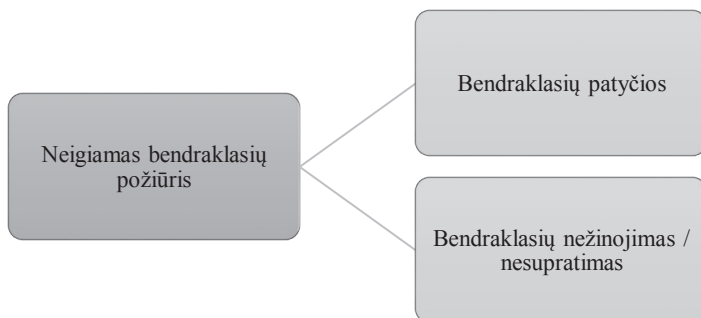 Neigiamas bendraklasių
požiūris
Bendraklasių patyčios
Bendraklasių nežinojimas /
nesupratimas